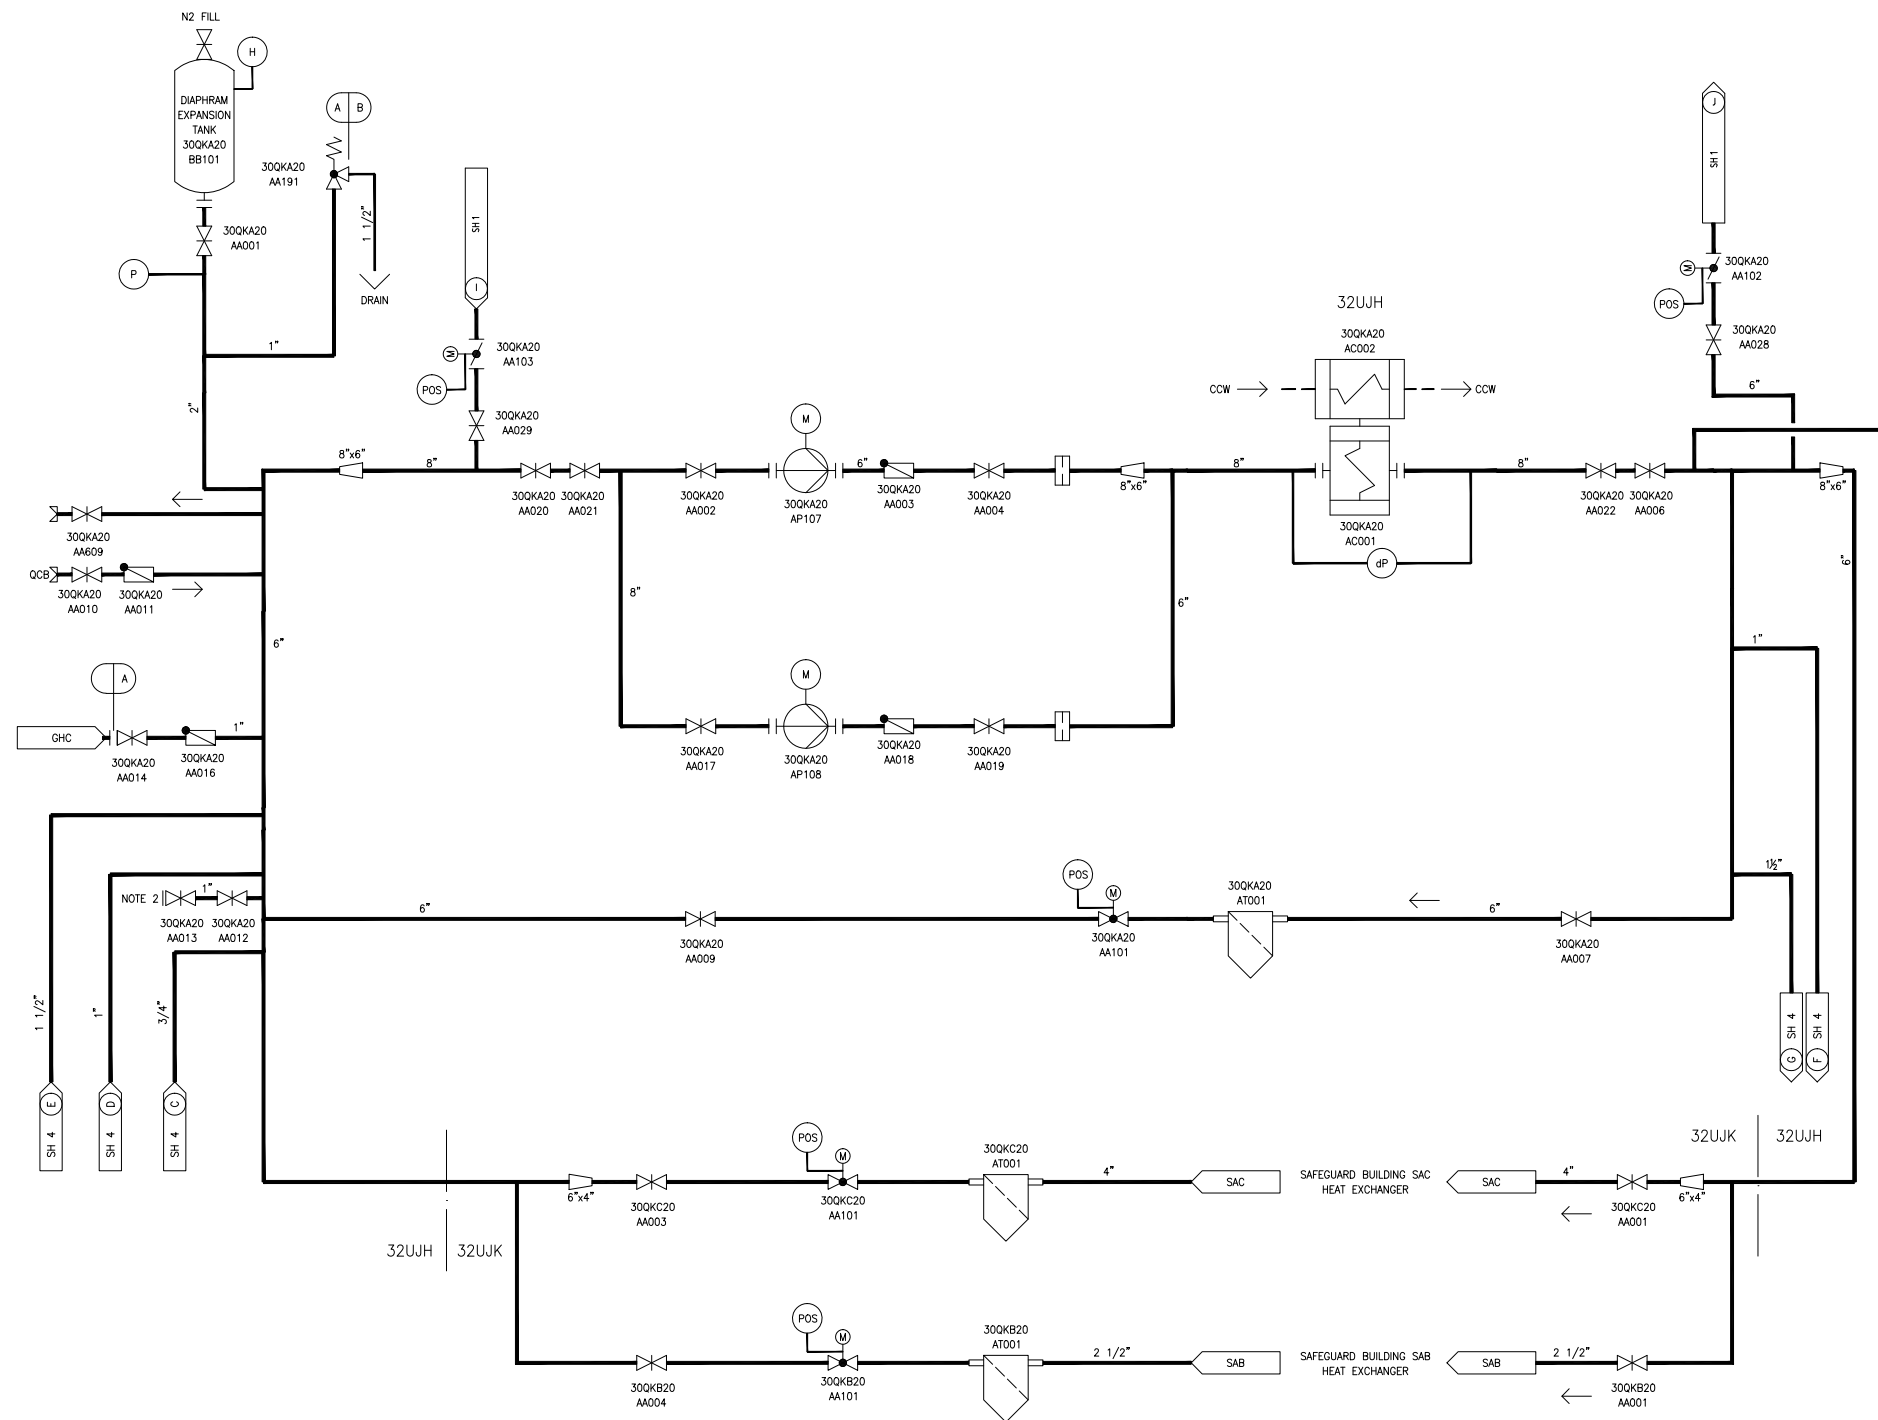 N2 FILL
H
DIAPHRAM
EXPANSION
TANK
30QKA20
BB101
A B
30QKA20
AA191
1 1/2"
DRAIN
30QKA20
AA001
P
1"
2"
SH1
I
30QKA20
AA103
M
POS
30QKA20
AA029
J
SH1
30QKA20
AA102
M
POS
30QKA20
AA028
6"
32UJH
30QKA20
AC002
CCW
CCW
8"x6"
8"
30QKA20
AA020
30QKA20
AA021
30QKA20
AA002
M
30QKA20
AP107
6"
30QKA20
AA003
30QKA20
AA004
8"x6"
8"
30QKA20
AC001
dP
8"
30QKA20
AA022
30QKA20
AA006
8"x6"
6"
30QKA20
AA609
QCB
30QKA20
AA010
30QKA20
AA011
6"
8"
6"
1"
A
GHC
30QKA20
AA014
30QKA20
AA016
1"
M
30QKA20
AA017
30QKA20
AP108
30QKA20
AA018
30QKA20
AA019
NOTE 2
1"
30QKA20
AA013
30QKA20
AA012
6"
30QKA20
AA009
POS
M
30QKA20
AA101
30QKA20
AT001
6"
30QKA20
AA007
1½"
1 1/2"
1"
3/4"
E
SH 4
D
SH 4
C
SH 4
SH 4
G
SH 4
F
32UJK
32UJH
32UJH
32UJK
6"x4"
30QKC20
AA003
POS
M
30QKC20
AA101
30QKC20
AT001
4"
SAC
SAFEGUARD BUILDING SAC
HEAT EXCHANGER
SAC
4"
30QKC20
AA001
6"x4"
30QKB20
AA004
POS
M
30QKB20
AA101
30QKB20
AT001
2 1/2"
SAB
SAFEGUARD BUILDING SAB
HEAT EXCHANGER
SAB
2 1/2"
30QKB20
AA001